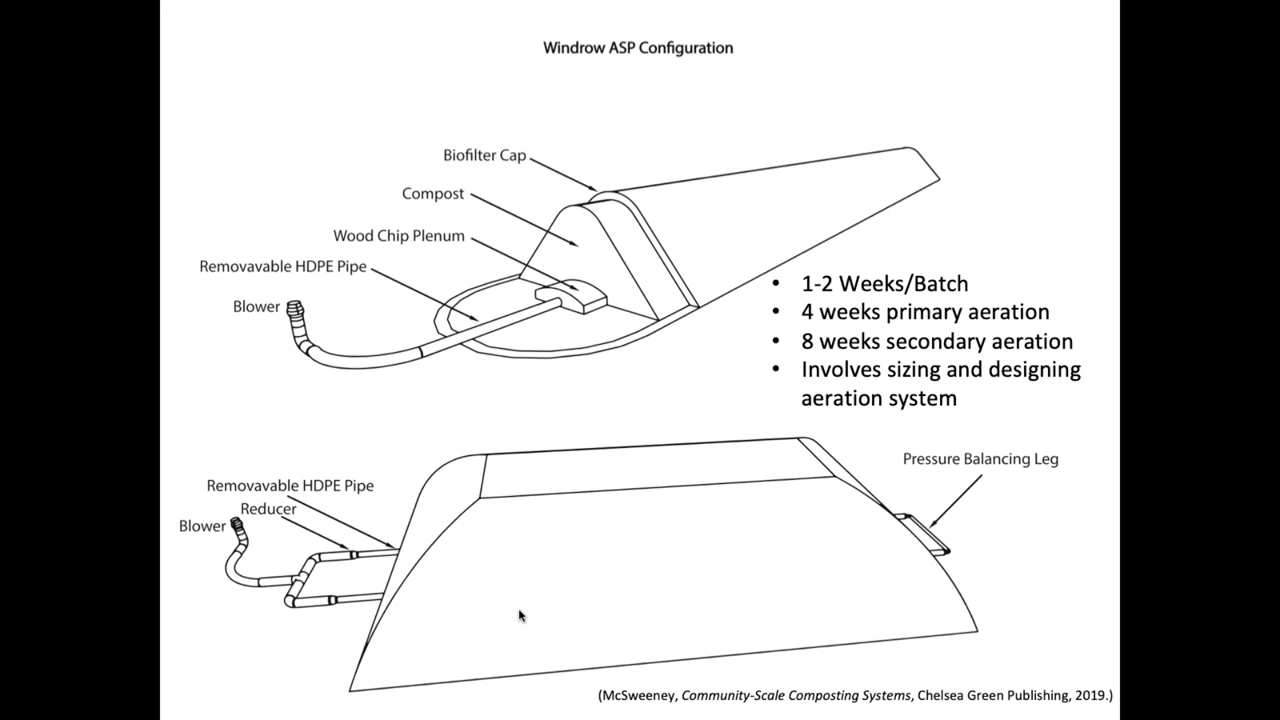 Windrow ASP Configuration
Biofilter Cap
Compost
Wood Chip Plenum
Removavable HDPE Pipe
Blower
• 1-2 Weeks/Batch
• 4 weeks primary aeration
• 8 weeks secondary aeration
• Involves sizing and designing
aeration system
Pressure Balancing Leg
Removavable HDPE Pipe
Reducer
Blower
(McSweeney, Community-Scale Composting Systems, Chelsea Green Publishing, 2019.)